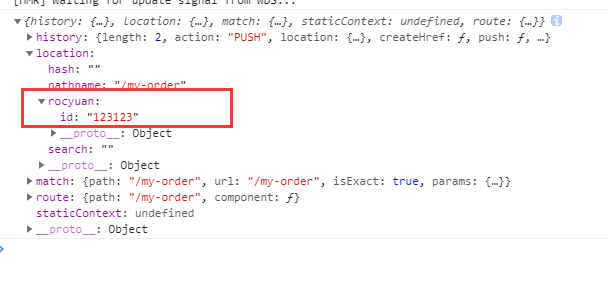 [HMR] Waiting for update signal from WDS...
▼{history: {…}, location: {…}, match: {…}, staticContext: undefined, route: {…}} i
▶history: {length: 2, action: "PUSH", location: {…}, createHref: ƒ, push: ƒ, …}
▼location:
hash: ""
pathname: "/my-order"
▼rocyuan:
id: "123123"
▶__proto__: Object
search: ""
▶__proto__: Object
▶match: {path: "/my-order", url: "/my-order", isExact: true, params: {…}}
▶route: {path: "/my-order", component: ƒ}
staticContext: undefined
▶__proto__: Object